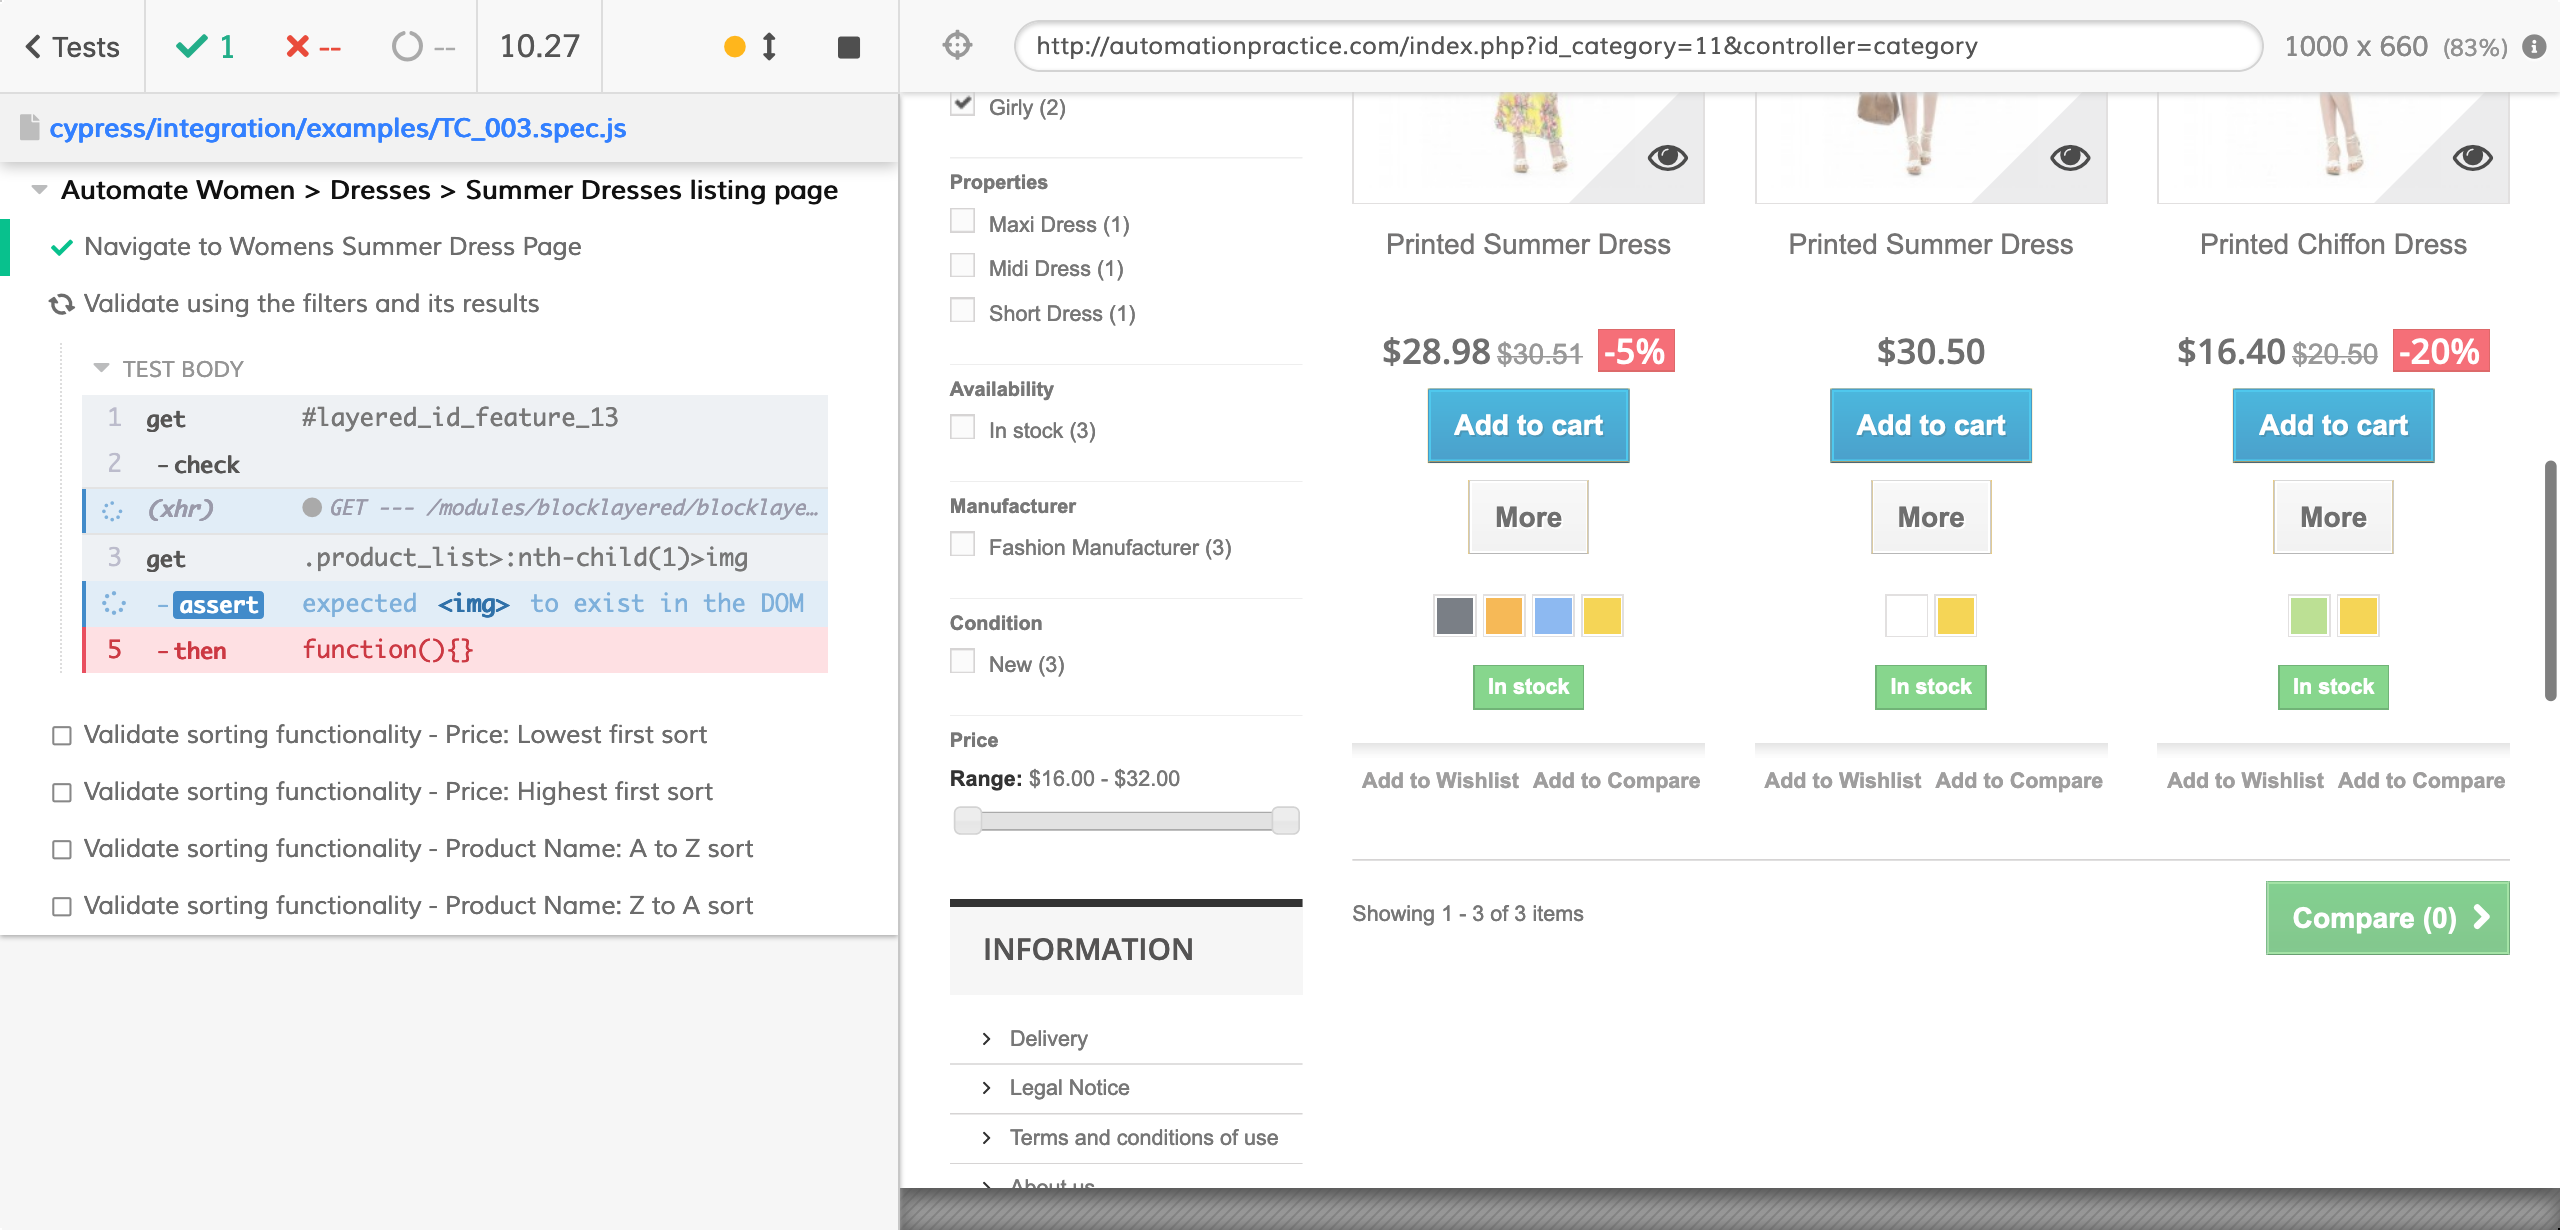 Tests
1
--
--
10.27
http://automationpractice.com/index.php?id_category=11&controller=category
1000 x 660 (83%)
cypress/integration/examples/TC_003.spec.js
Automate Women > Dresses > Summer Dresses listing page
Navigate to Womens Summer Dress Page
Validate using the filters and its results
TEST BODY
1 get #layered_id_feature_13
2 -check
(xhr) GET --- /modules/blocklayered/blocklaye…
3 get .product_list>:nth-child(1)>img
-assert expected <img> to exist in the DOM
5 -then function(){}
Validate sorting functionality - Price: Lowest first sort
Validate sorting functionality - Price: Highest first sort
Validate sorting functionality - Product Name: A to Z sort
Validate sorting functionality - Product Name: Z to A sort
Girly (2)
Properties
Maxi Dress (1)
Midi Dress (1)
Short Dress (1)
Availability
In stock (3)
Manufacturer
Fashion Manufacturer (3)
Condition
New (3)
Price
Range: $16.00 - $32.00
INFORMATION
Delivery
Legal Notice
Terms and conditions of use
About us
Printed Summer Dress
$28.98 $30.51 -5%
Add to cart
More
In stock
Add to Wishlist Add to Compare
Printed Summer Dress
$30.50
Add to cart
More
In stock
Add to Wishlist Add to Compare
Printed Chiffon Dress
$16.40 $20.50 -20%
Add to cart
More
In stock
Add to Wishlist Add to Compare
Showing 1 - 3 of 3 items
Compare (0)